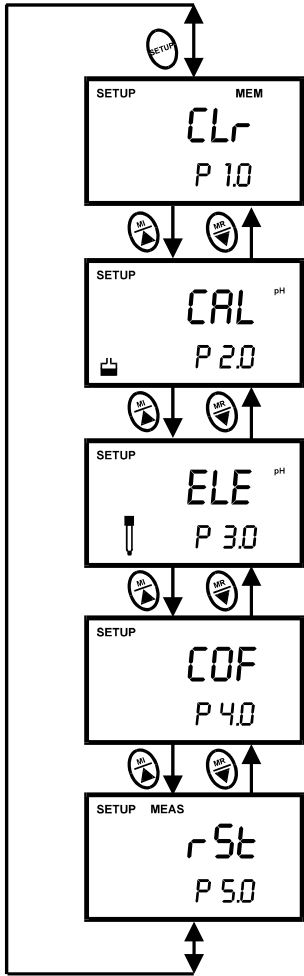 SETUP
SETUP MEM
CLr
P 1.0
MI MR
SETUP
CAL pH
P 2.0
MI MR
SETUP
ELE pH
P 3.0
MI MR
SETUP
COF
P 4.0
MI MR
SETUP MEAS
rSt
P 5.0